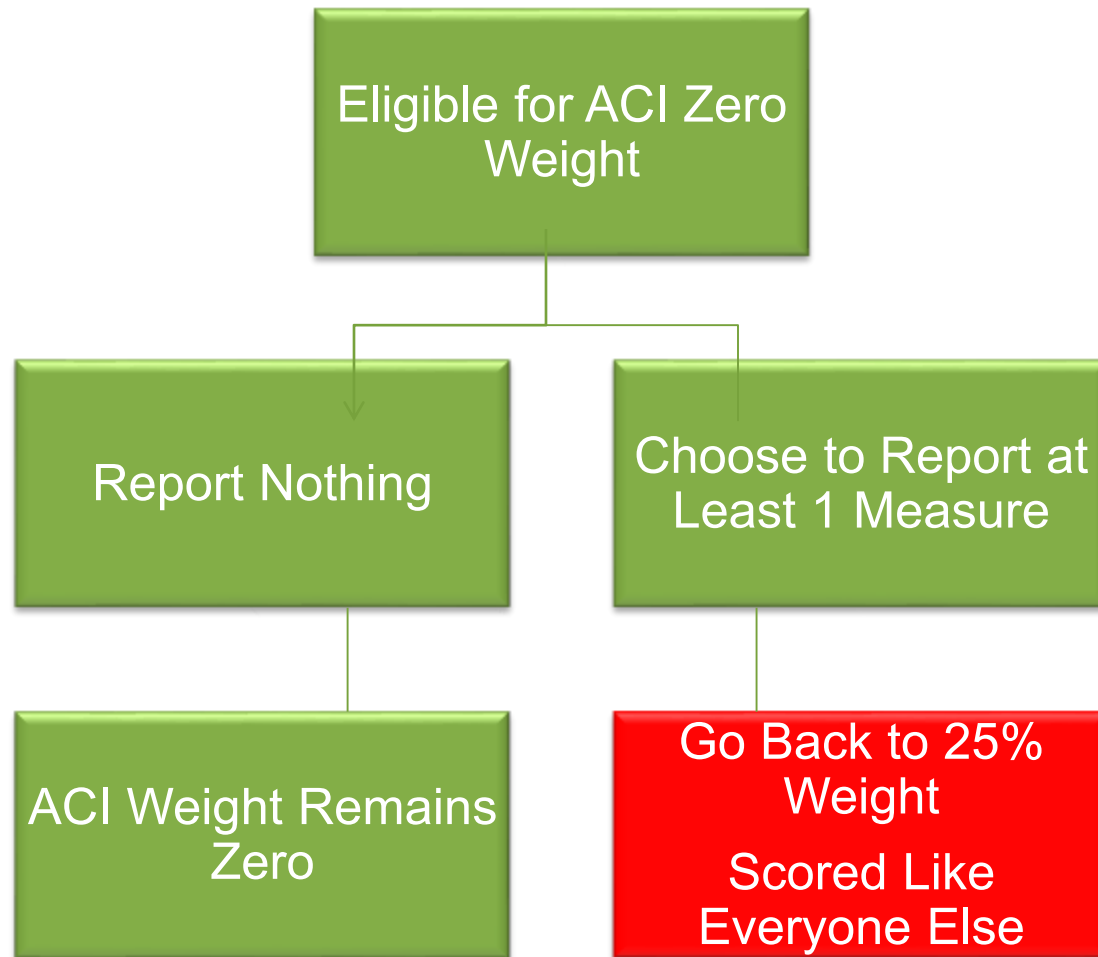 Eligible for ACI Zero
Weight
Report Nothing
Choose to Report at
Least 1 Measure
ACI Weight Remains
Zero
Go Back to 25%
Weight
Scored Like
Everyone Else